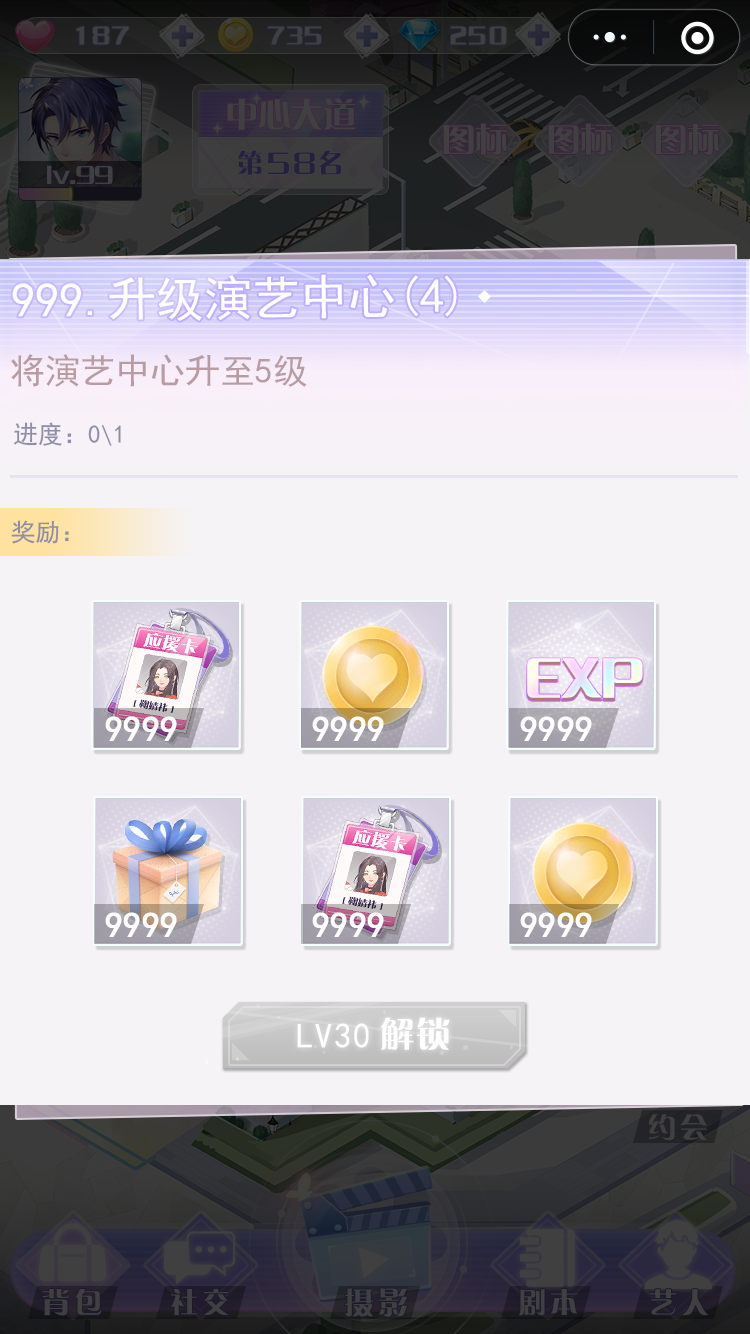 187 735 250
lv.99
中心大道
第58名
图标 图标 图标
999.升级演艺中心(4)
将演艺中心升至5级
进度：0\1
奖励：
应援卡
9999 9999 EXP 9999
9999 应援卡 9999 9999
LV30 解锁
约会
背包 社交 摄影 剧本 艺人